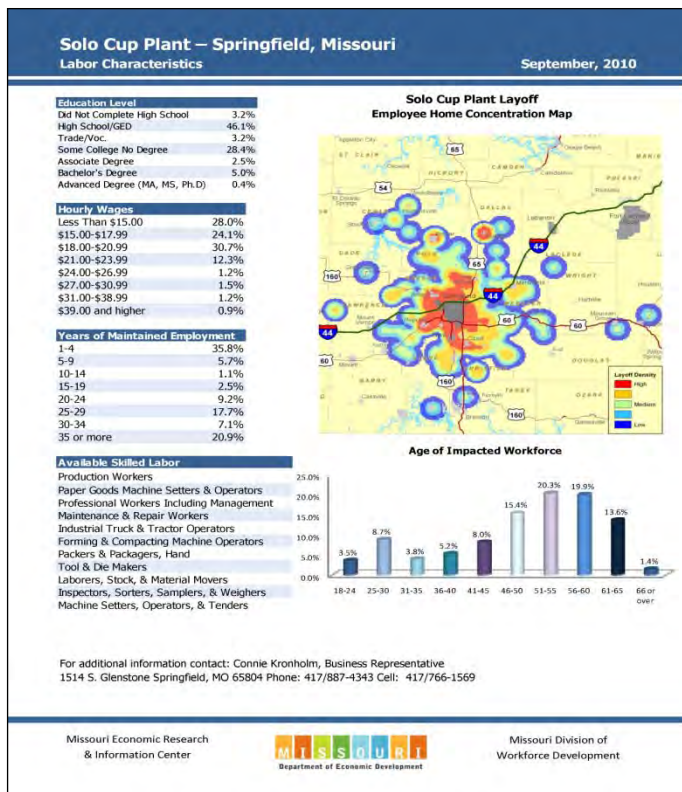 Solo Cup Plant – Springfield, Missouri
Labor Characteristics
September, 2010
Education Level
Did Not Complete High School 3.2%
High School/GED 46.1%
Trade/Voc. 3.2%
Some College No Degree 28.4%
Associate Degree 2.5%
Bachelor's Degree 5.0%
Advanced Degree (MA, MS, Ph.D) 0.4%
Hourly Wages
Less Than $15.00 28.0%
$15.00-$17.99 24.1%
$18.00-$20.99 30.7%
$21.00-$23.99 12.3%
$24.00-$26.99 1.2%
$27.00-$30.99 1.5%
$31.00-$38.99 1.2%
$39.00 and higher 0.9%
Years of Maintained Employment
1-4 35.8%
5-9 5.7%
10-14 1.1%
15-19 2.5%
20-24 9.2%
25-29 17.7%
30-34 7.1%
35 or more 20.9%
Available Skilled Labor
Production Workers
Paper Goods Machine Setters & Operators
Professional Workers Including Management
Maintenance & Repair Workers
Industrial Truck & Tractor Operators
Forming & Compacting Machine Operators
Packers & Packagers, Hand
Tool & Die Makers
Laborers, Stock, & Material Movers
Inspectors, Sorters, Samplers, & Weighers
Machine Setters, Operators, & Tenders
Solo Cup Plant Layoff
Employee Home Concentration Map
65
54
DALLAS
Lebanon
44
65
160
WRIGHT
44
60
60
44
60
DOUGLAS
BARRY
160
TANEY
OZARK
160
Layoff Density
High
Medium
Low
Age of Impacted Workforce
25.0%
20.0%
15.0%
10.0%
5.0%
0.0%
3.5% 8.7% 3.8% 5.2% 8.0% 15.4% 20.3% 19.9% 13.6% 1.4%
18-24 25-30 31-35 36-40 41-45 46-50 51-55 56-60 61-65 66 or
over
For additional information contact: Connie Kronholm, Business Representative
1514 S. Glenstone Springfield, MO 65804 Phone: 417/887-4343 Cell: 417/766-1569
Missouri Economic Research
& Information Center
MISSOURI
Department of Economic Development
Missouri Division of
Workforce Development